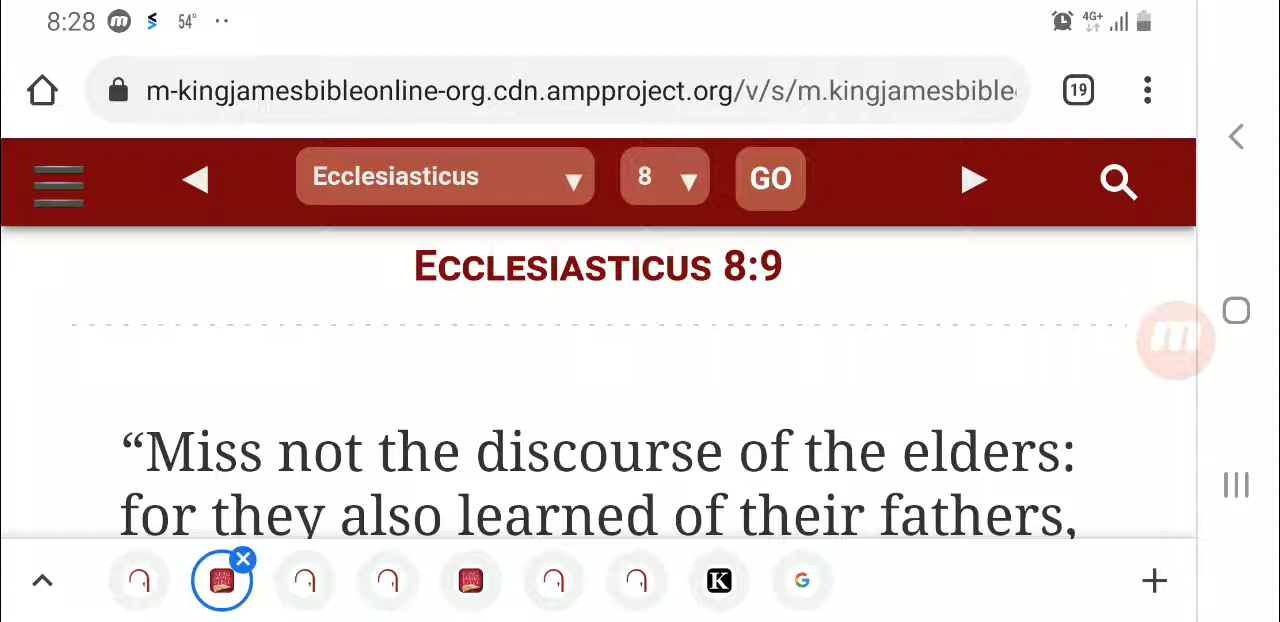 8:28 m 54°
4G+
m-kingjamesbibleonline-org.cdn.ampproject.org/v/s/m.kingjamesbible
19
Ecclesiasticus 8 GO
ECCLESIASTICUS 8:9
m
“Miss not the discourse of the elders:
for they also learned of their fathers,
K G